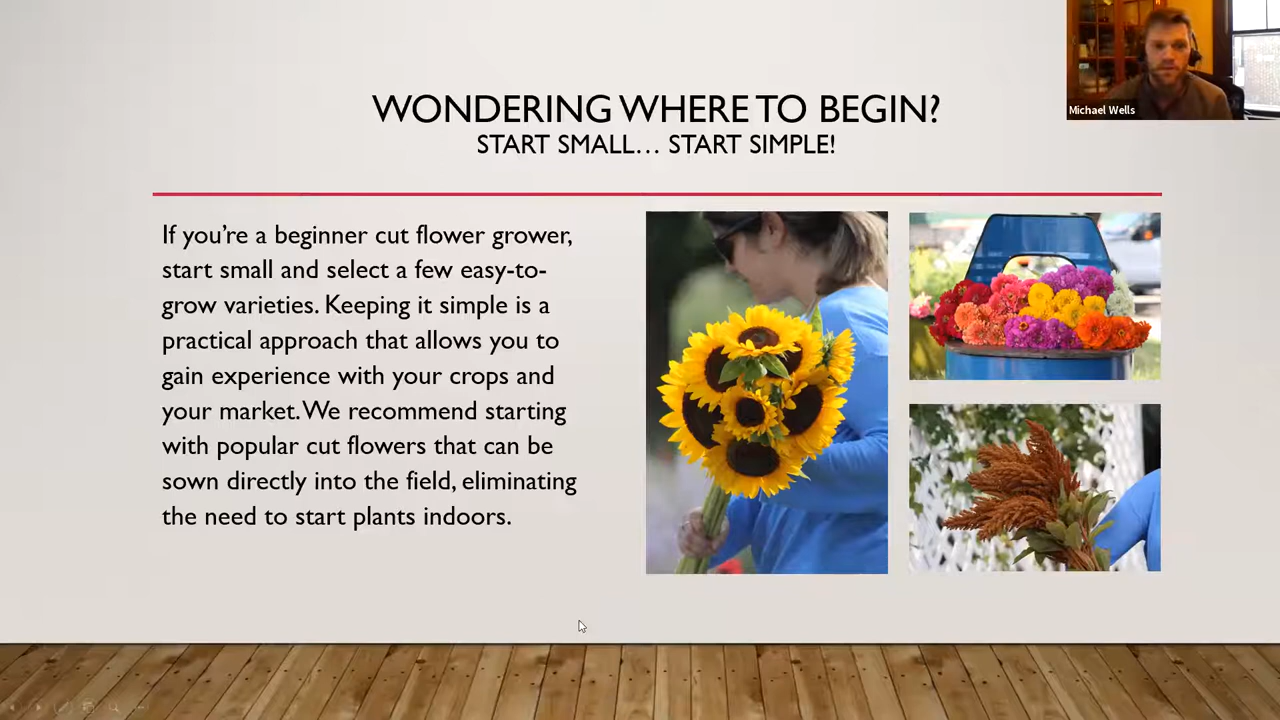 WONDERING WHERE TO BEGIN?
START SMALL... START SIMPLE!
Michael Wells
If you’re a beginner cut flower grower,
start small and select a few easy-to-
grow varieties. Keeping it simple is a
practical approach that allows you to
gain experience with your crops and
your market. We recommend starting
with popular cut flowers that can be
sown directly into the field, eliminating
the need to start plants indoors.